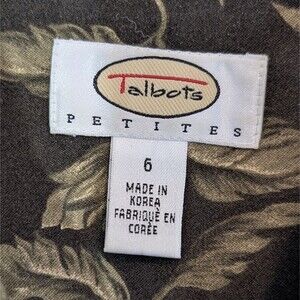 Talbots
PETITES
6
MADE IN
KOREA
FABRIQUÉ EN
CORÉE